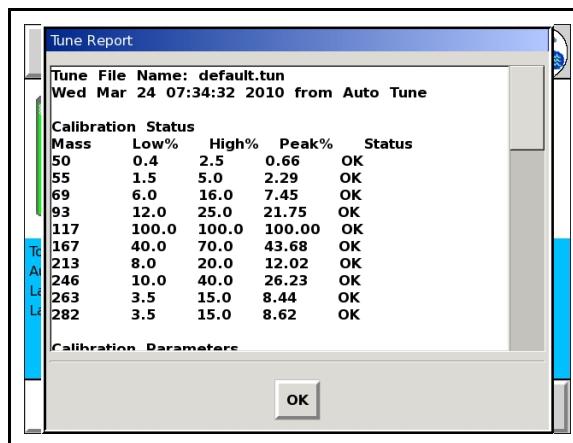 Tune Report
Tune File Name: default.tun
Wed Mar 24 07:34:32 2010 from Auto Tune
Calibration Status
Mass Low% High% Peak% Status
50 0.4 2.5 0.66 OK
55 1.5 5.0 2.29 OK
69 6.0 16.0 7.45 OK
93 12.0 25.0 21.75 OK
117 100.0 100.0 100.00 OK
167 40.0 70.0 43.68 OK
213 8.0 20.0 12.02 OK
246 10.0 40.0 26.23 OK
263 3.5 15.0 8.44 OK
282 3.5 15.0 8.62 OK
Calibration Parameters
OK